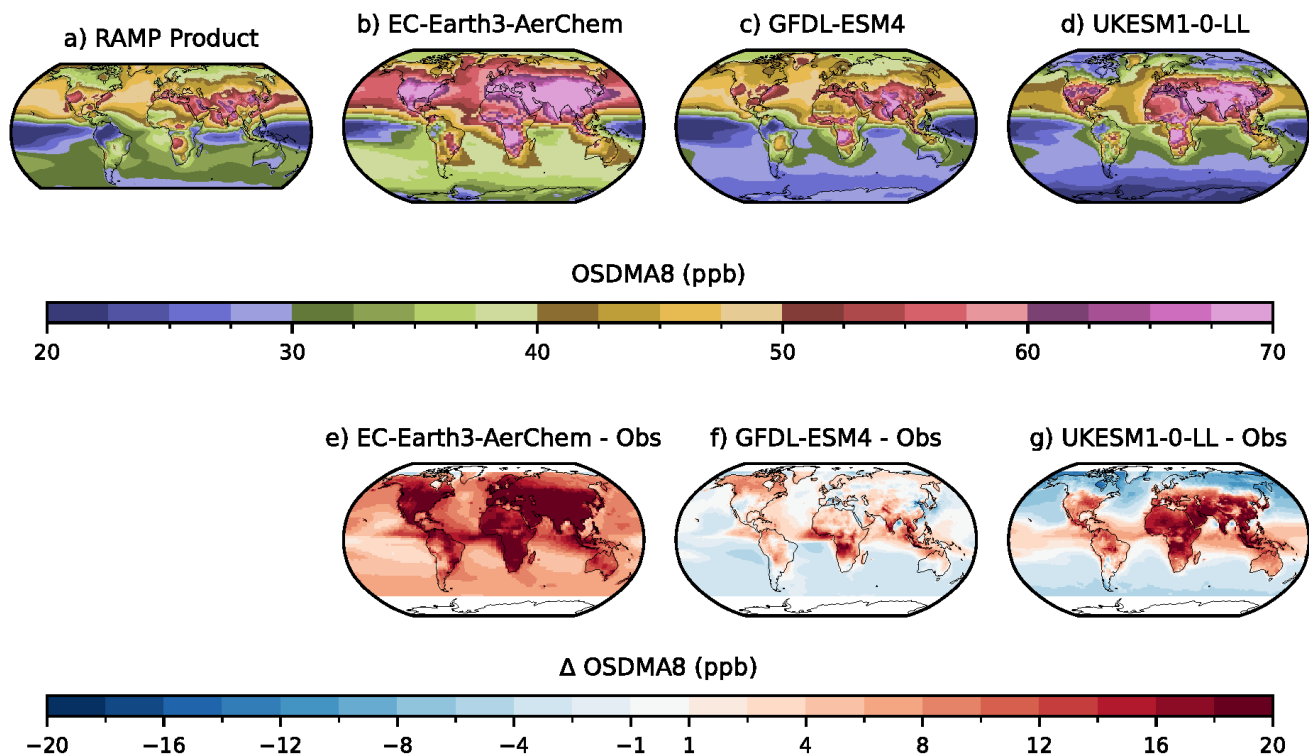 a) RAMP Product
b) EC-Earth3-AerChem
c) GFDL-ESM4
d) UKESM1-0-LL
OSDMA8 (ppb)
20 30 40 50 60 70
e) EC-Earth3-AerChem - Obs
f) GFDL-ESM4 - Obs
g) UKESM1-0-LL - Obs
Δ OSDMA8 (ppb)
−20 −16 −12 −8 −4 −1 1 4 8 12 16 20